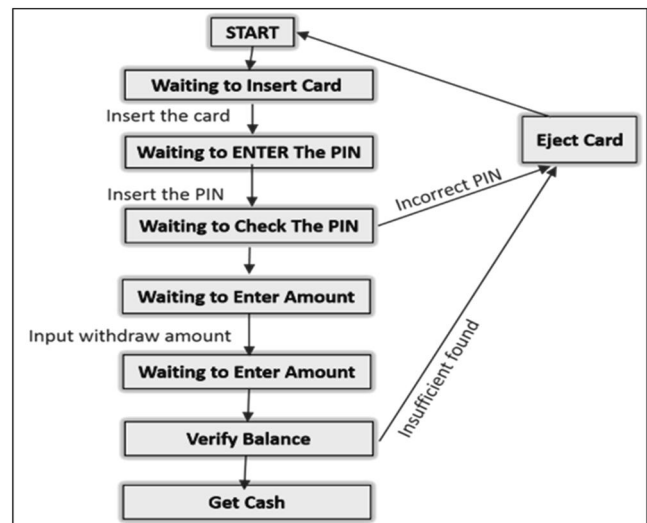 START
Waiting to Insert Card
Insert the card
Waiting to ENTER The PIN
Eject Card
Insert the PIN
Incorrect PIN
Waiting to Check The PIN
Waiting to Enter Amount
Input withdraw amount
Waiting to Enter Amount
Insufficient found
Verify Balance
Get Cash